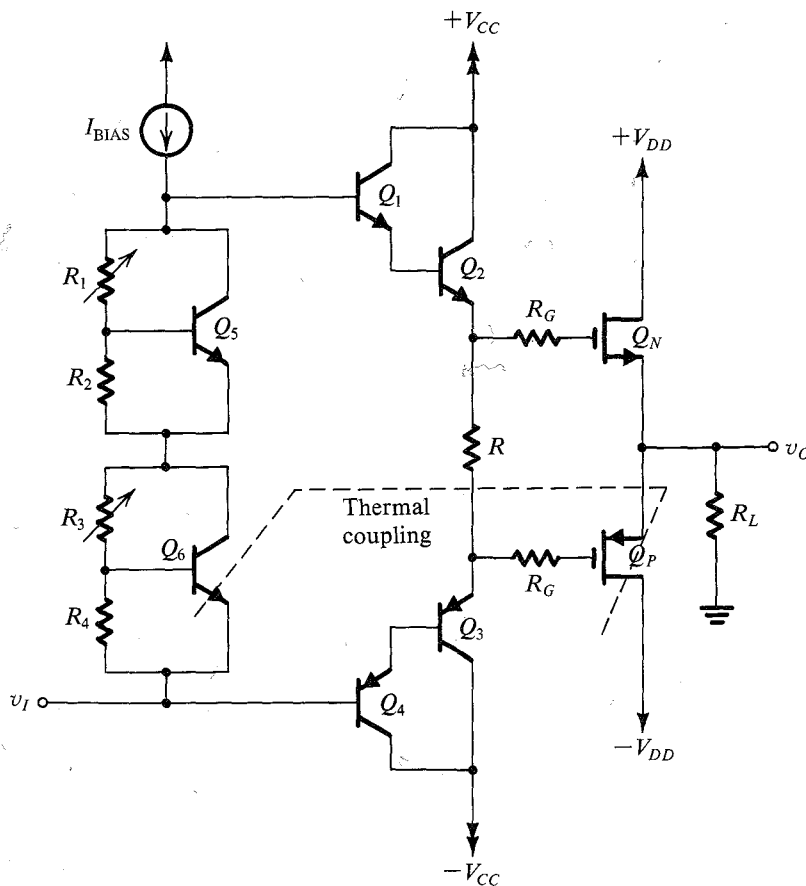 +V_CC
I_BIAS
+V_DD
Q_1
Q_2
R_1
Q_5
R_G
Q_N
R_2
R
v_O
Thermal
coupling
R_3
Q_6
R_L
R_G
Q_P
R_4
Q_3
v_I
Q_4
-V_DD
-V_CC